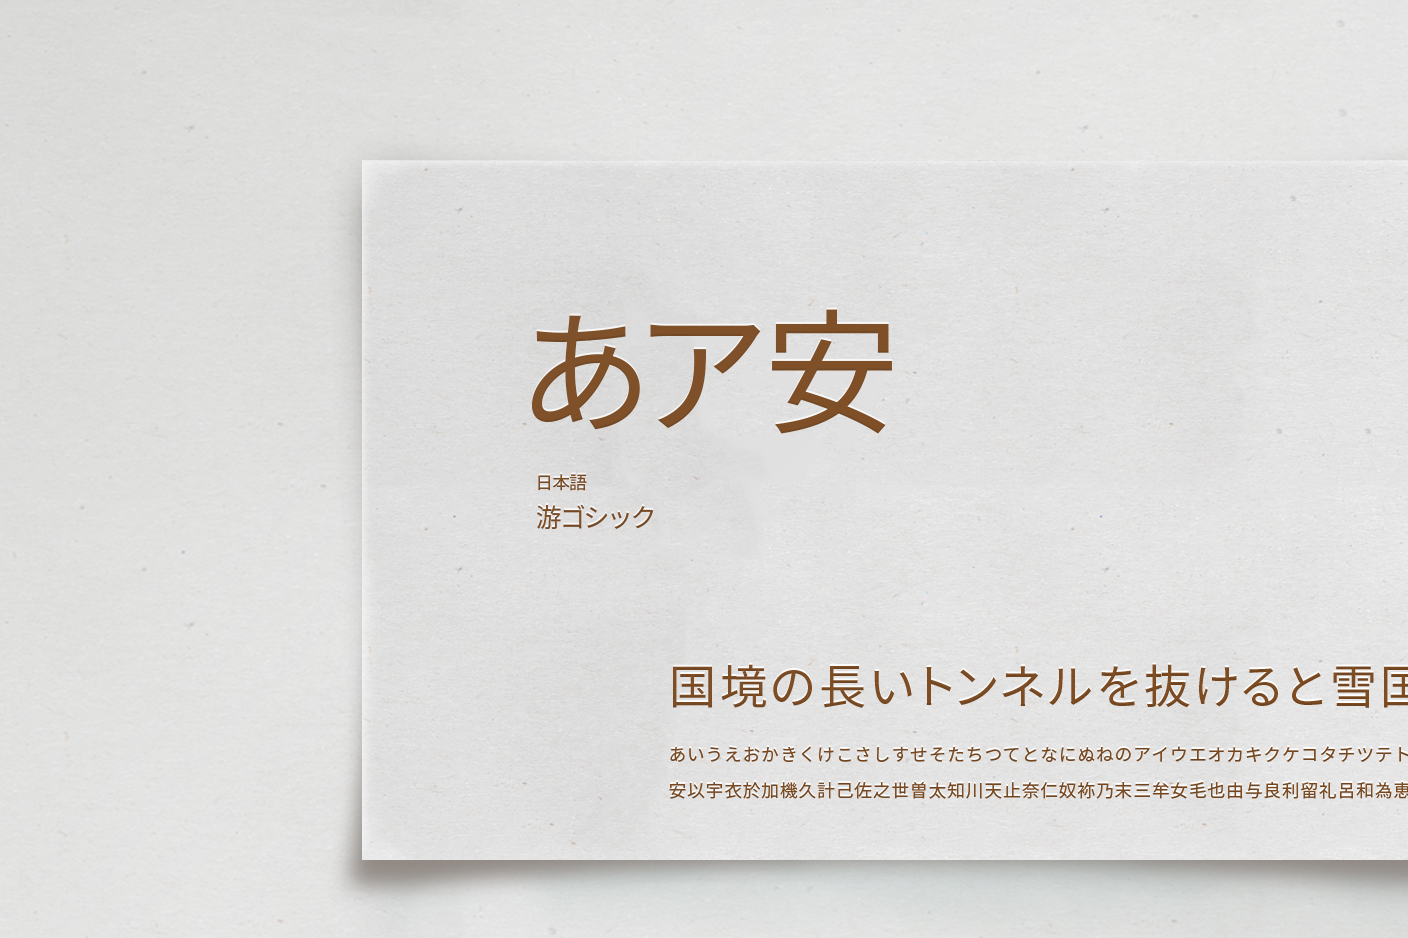 あア安
日本語
游ゴシック
国境の長いトンネルを抜けると雪国
あいうえおかきくけこさしすせそたちつてとなにぬねのアイウエオカキクケコタチツテト
安以宇衣於加機久計己佐之世曽太知川天止奈仁奴祢乃末三牟女毛也由与良利留礼呂和為恵